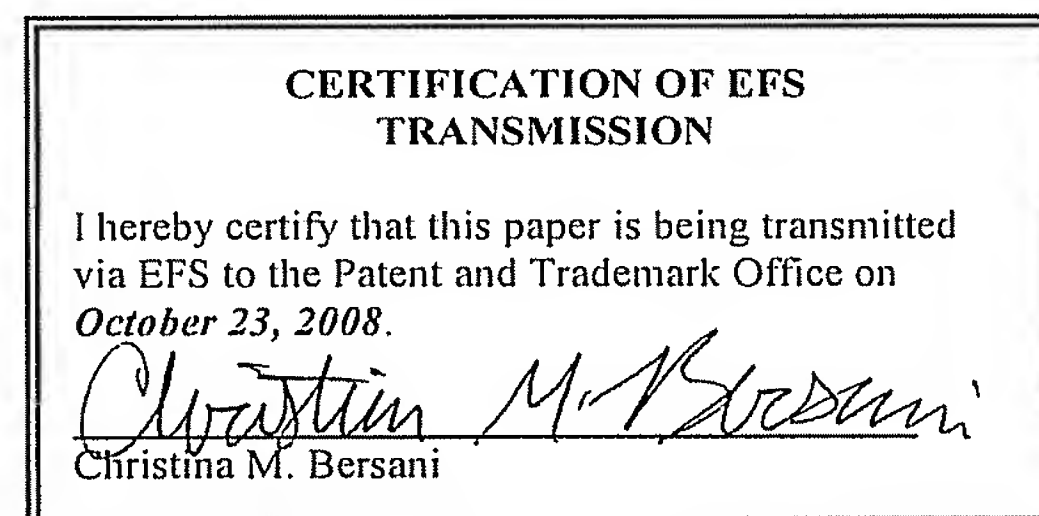 CERTIFICATION OF EFS
TRANSMISSION
I hereby certify that this paper is being transmitted
via EFS to the Patent and Trademark Office on
October 23, 2008.
Christina M. Bersani
Christina M. Bersani